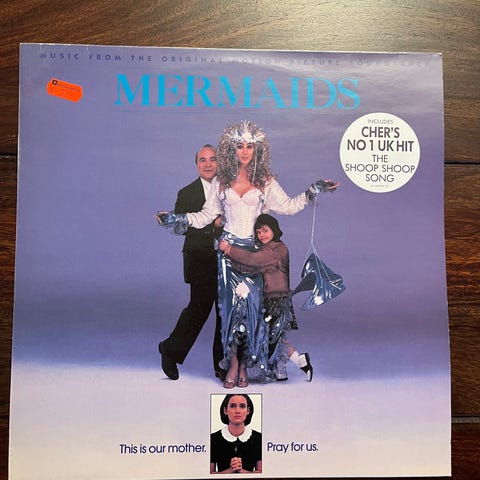 MUSIC FROM THE ORIGINAL MOTION PICTURE SOUNDTRACK
MERMAIDS
INCLUDES
CHER'S
NO 1 UK HIT
THE
SHOOP SHOOP
SONG
This is our mother. Pray for us.